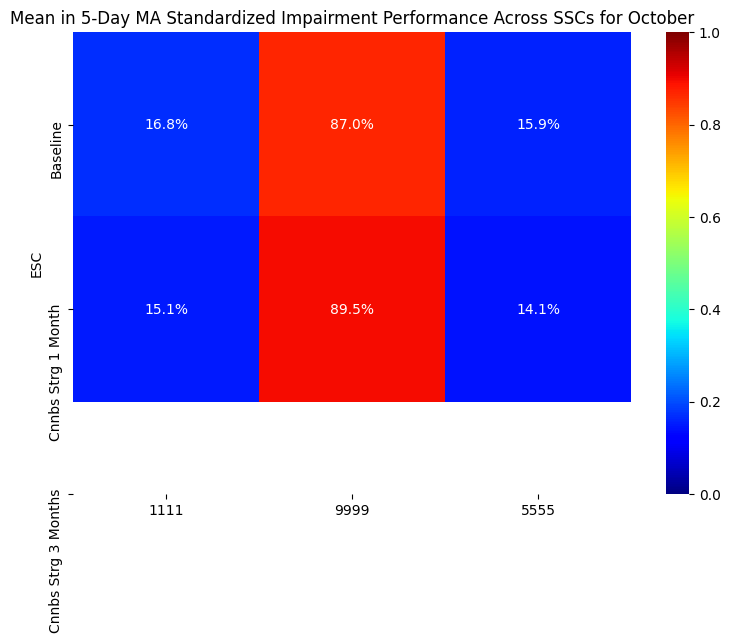 Mean in 5-Day MA Standardized Impairment Performance Across SSCs for October
ESC
Baseline
16.8% 87.0% 15.9%
Cnnbs Strg 1 Month
15.1% 89.5% 14.1%
Cnnbs Strg 3 Months
1111 9999 5555
1.0
0.8
0.6
0.4
0.2
0.0